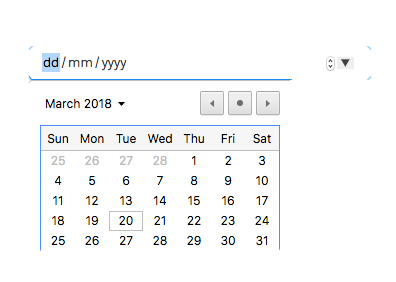 dd/mm/yyyy
March 2018
Sun Mon Tue Wed Thu Fri Sat
25 26 27 28 1 2 3
4 5 6 7 8 9 10
11 12 13 14 15 16 17
18 19 20 21 22 23 24
25 26 27 28 29 30 31